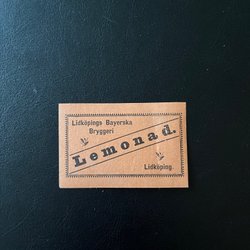 Lidköpings Bayerska
Bryggeri
Lemonad.
Lidköping.